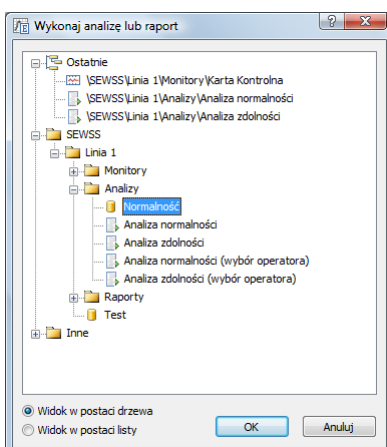 Wykonaj analizę lub raport
Ostatnie
\SEWSS\Linia 1\Monitory\Karta Kontrolna
\SEWSS\Linia 1\Analizy\Analiza normalności
\SEWSS\Linia 1\Analizy\Analiza zdolności
SEWSS
Linia 1
Monitory
Analizy
Normalność
Analiza normalności
Analiza zdolności
Analiza normalności (wybór operatora)
Analiza zdolności (wybór operatora)
Raporty
Test
Inne
Widok w postaci drzewa
Widok w postaci listy
OK
Anuluj